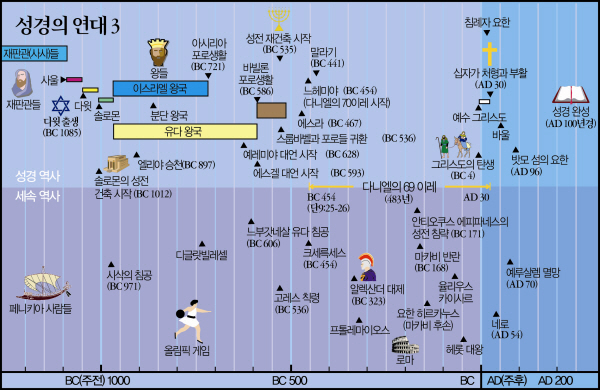 성경의 연대 3
재판관(사사)들
재판관들
사울
다윗
다윗 출생
(BC 1085)
솔로몬
왕들
이스라엘 왕국
분단 왕국
유다 왕국
아시리아
포로생활
(BC 721)
성전 재건축 시작
(BC 535)
바빌론
포로생활
(BC 586)
말라기
(BC 441)
느헤미야 (BC 454)
(다니엘의 70이레 시작)
에스라 (BC 467)
스룹바벨과 포로들 귀환 (BC 536)
예레미야 대언 시작 (BC 628)
에스겔 대언 시작 (BC 593)
엘리야 승천(BC 897)
솔로몬의 성전
건축 시작 (BC 1012)
침례자 요한
십자가 처형과 부활
(AD 30)
예수 그리스도
바울
그리스도의 탄생
(BC 4)
성경 완성
(AD 100년경)
밧모 섬의 요한
(AD 96)
성경 역사
세속 역사
다니엘의 69 이레
(483년)
BC 454
(단9:25-26)
AD 30
안티오쿠스 에피파네스의
성전 침략 (BC 171)
느부갓네살 유다 침공
(BC 606)
디글랏빌레셀
크세륵세스
(BC 454)
마카비 반란
(BC 168)
시삭의 침공
(BC 971)
페니키아 사람들
고레스 칙령
(BC 536)
알렉산더 대제
(BC 323)
율리우스
카이사르
예루살렘 멸망
(AD 70)
요한 히르카누스
(마카비 후손)
프톨레마이오스
네로
(AD 54)
올림픽 게임
로마
헤롯 대왕
BC(주전) 1000
BC 500
BC
AD(주후)
AD 200